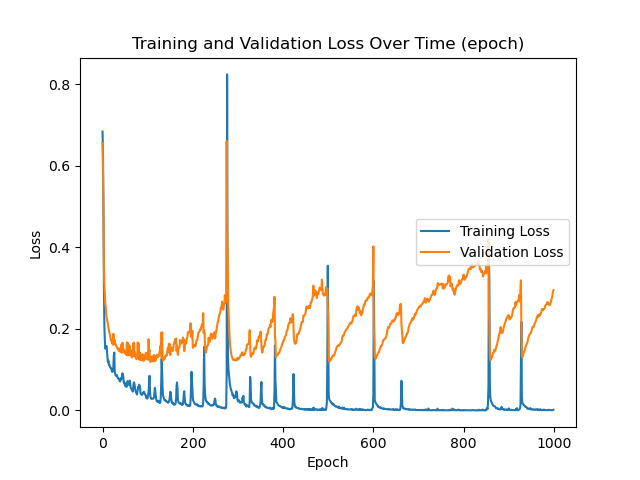 Training and Validation Loss Over Time (epoch)
0.8
0.6
0.4
0.2
0.0
Loss
Training Loss
Validation Loss
0
200
400
600
800
1000
Epoch